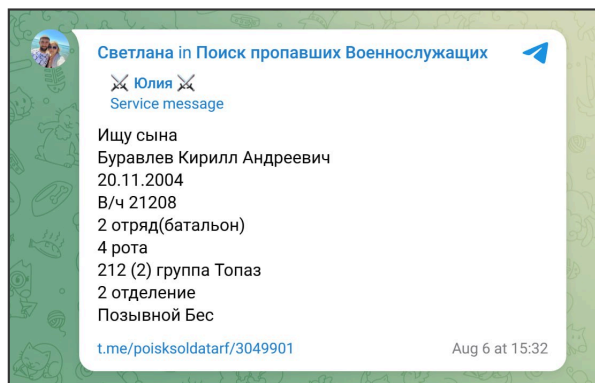 Светлана in Поиск пропавших Военнослужащих
⚔ Юлия ⚔
Service message
Ищу сына
Буравлев Кирилл Андреевич
20.11.2004
В/ч 21208
2 отряд(батальон)
4 рота
212 (2) группа Топаз
2 отделение
Позывной Бес
t.me/poisksoldatarf/3049901 Aug 6 at 15:32